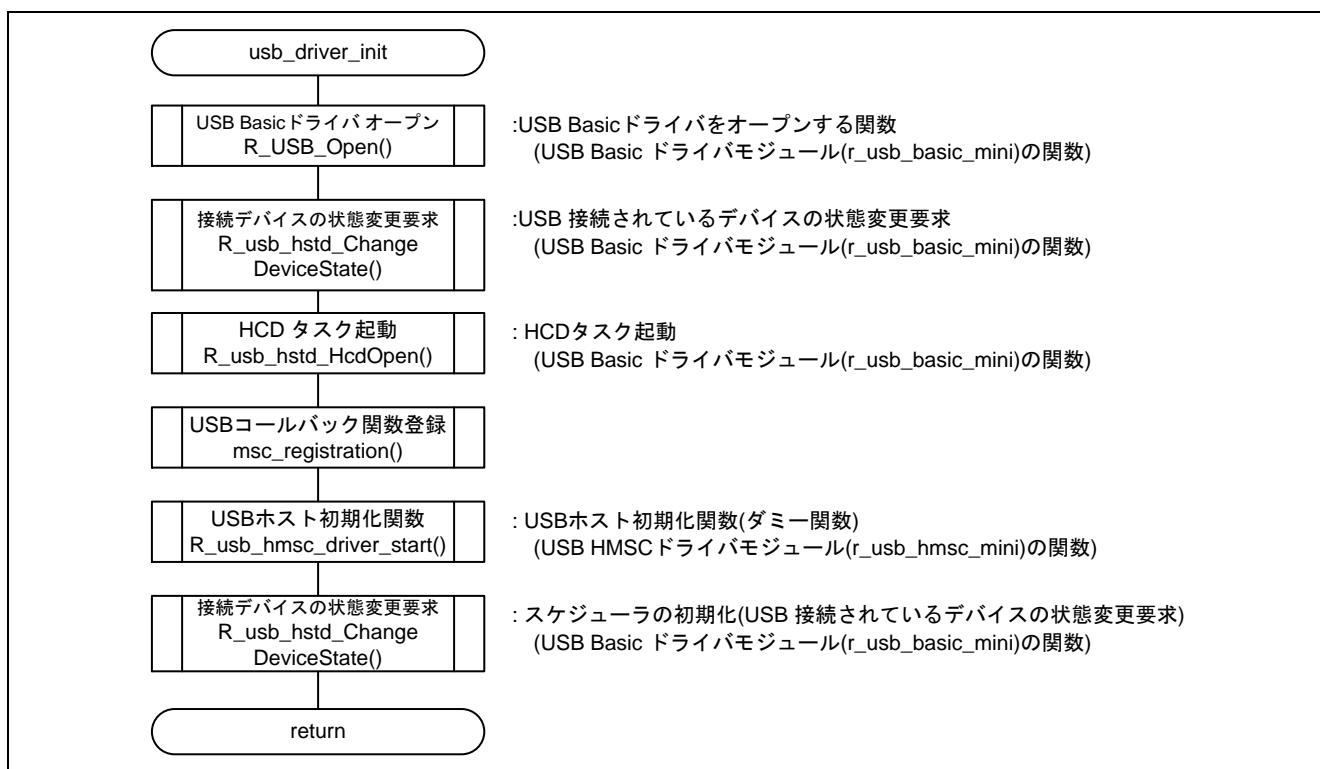 usb_driver_init
USB Basicドライバ オープン
R_USB_Open()
:USB Basicドライバをオープンする関数
(USB Basic ドライバモジュール(r_usb_basic_mini)の関数)
接続デバイスの状態変更要求
R_usb_hstd_Change
DeviceState()
:USB 接続されているデバイスの状態変更要求
(USB Basic ドライバモジュール(r_usb_basic_mini)の関数)
HCD タスク起動
R_usb_hstd_HcdOpen()
: HCDタスク起動
(USB Basic ドライバモジュール(r_usb_basic_mini)の関数)
USBコールバック関数登録
msc_registration()
USBホスト初期化関数
R_usb_hmsc_driver_start()
: USBホスト初期化関数(ダミー関数)
(USB HMSCドライバモジュール(r_usb_hmsc_mini)の関数)
接続デバイスの状態変更要求
R_usb_hstd_Change
DeviceState()
: スケジューラの初期化(USB 接続されているデバイスの状態変更要求)
(USB Basic ドライバモジュール(r_usb_basic_mini)の関数)
return